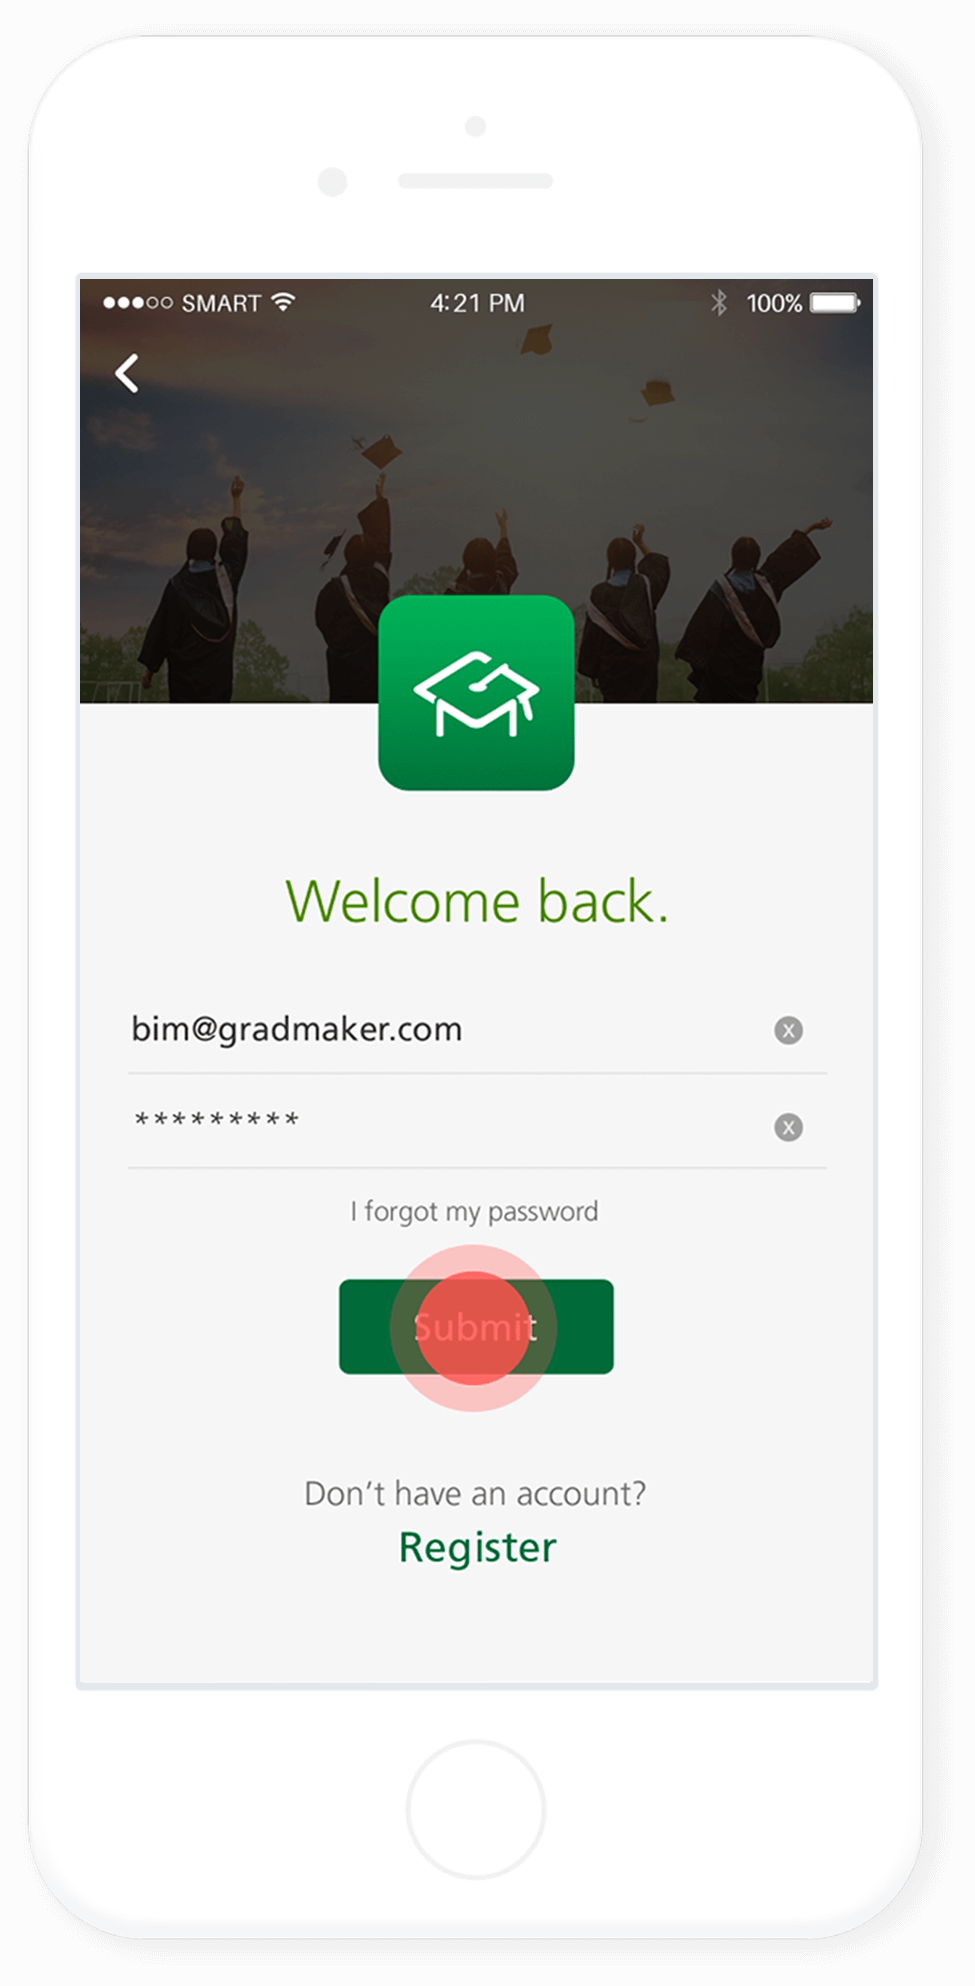 SMART 4:21 PM 100%
Welcome back.
bim@gradmaker.com x
********* x
I forgot my password
Submit
Don't have an account?
Register